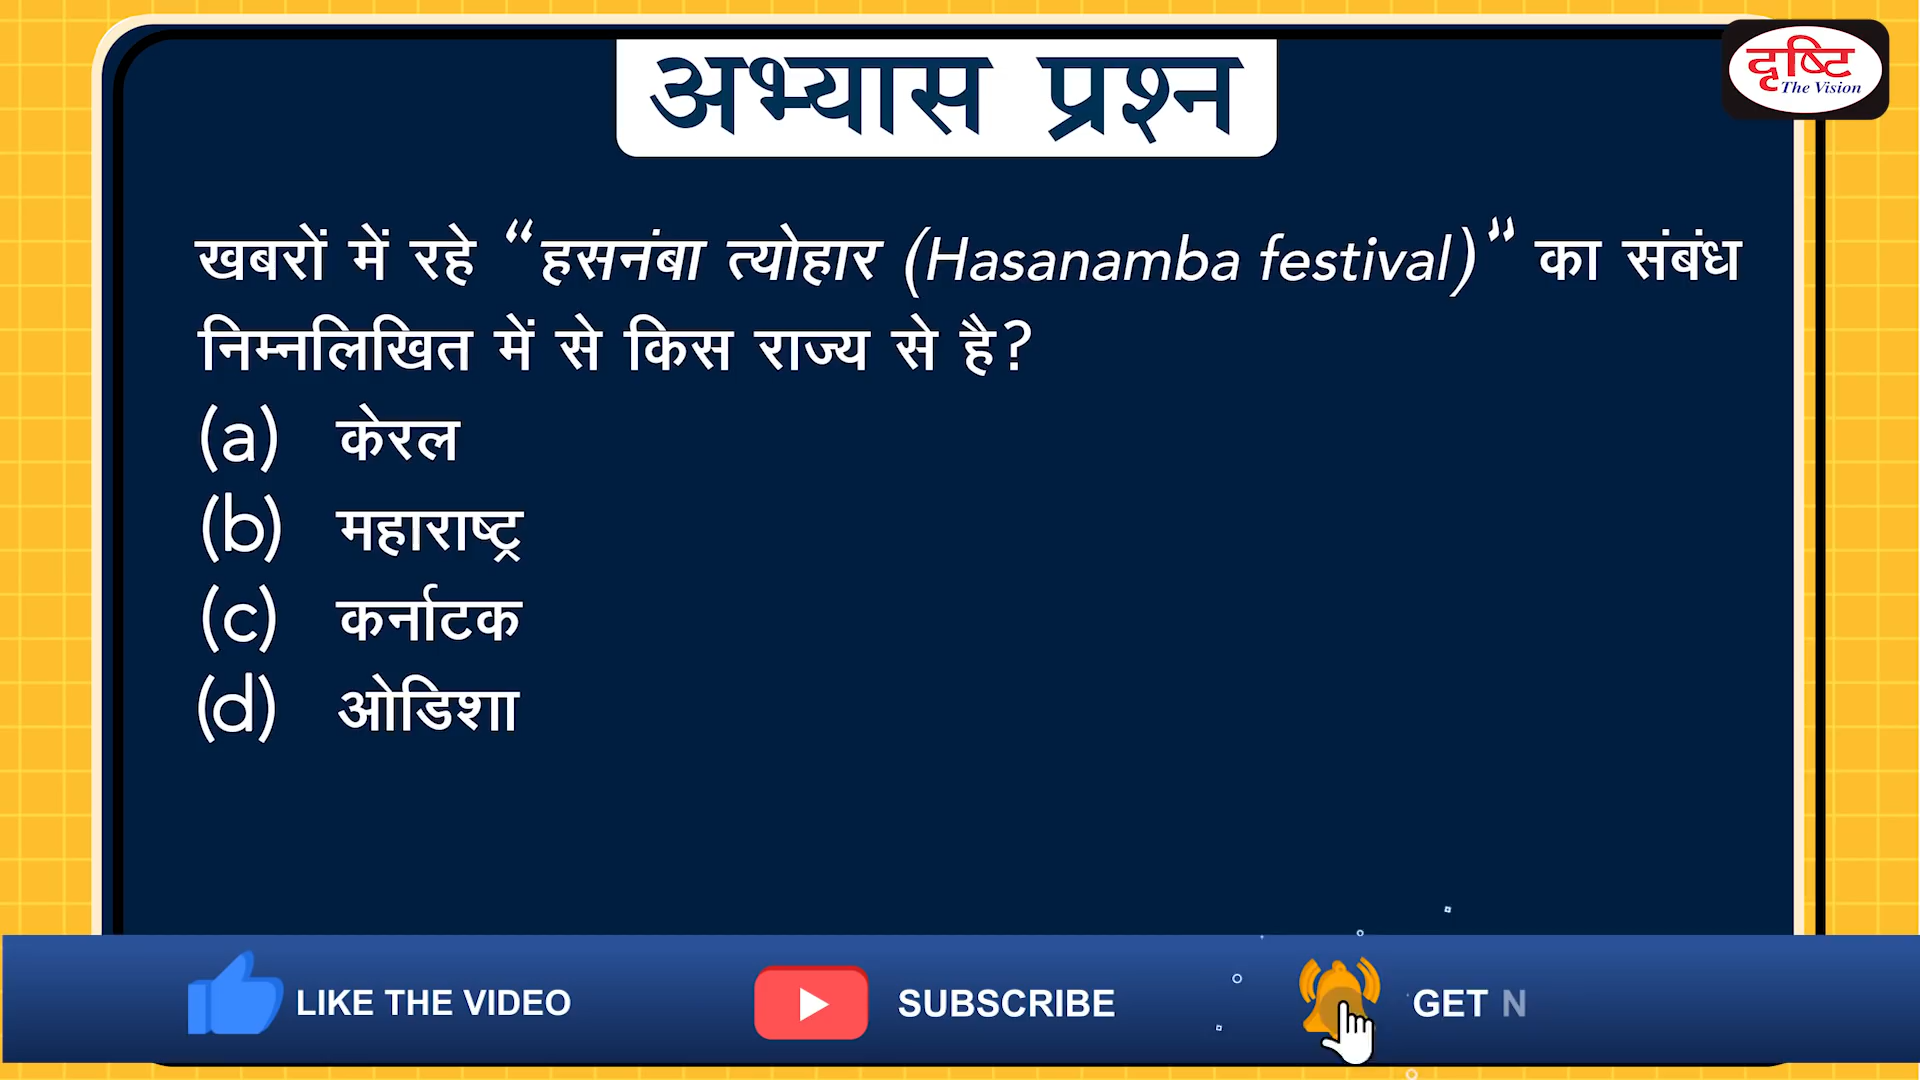 अभ्यास प्रश्न
दृष्टि
The Vision
खबरों में रहे “हसनंबा त्योहार (Hasanamba festival)” का संबंध
निम्नलिखित में से किस राज्य से है?
(a) केरल
(b) महाराष्ट्र
(c) कर्नाटक
(d) ओडिशा
LIKE THE VIDEO SUBSCRIBE GET N